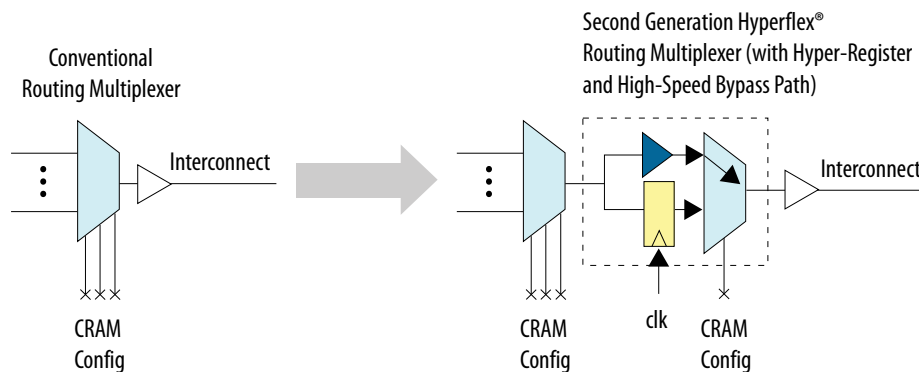 Conventional
Routing Multiplexer
Interconnect
CRAM
Config
Second Generation Hyperflex®
Routing Multiplexer (with Hyper-Register
and High-Speed Bypass Path)
Interconnect
CRAM
Config
clk
CRAM
Config